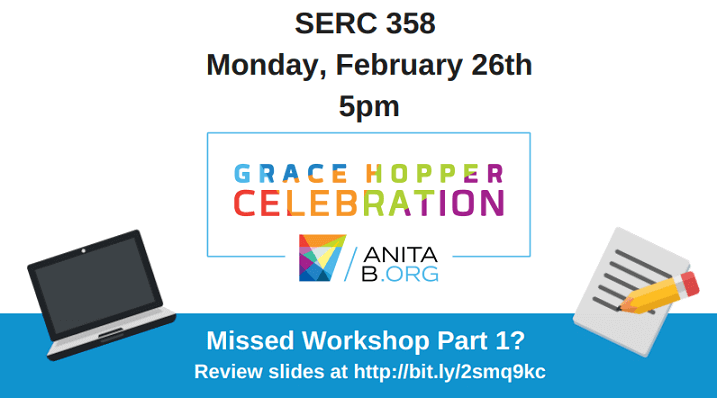 SERC 358
Monday, February 26th
5pm
GRACE HOPPER
CELEBRATION
ANITA
B.ORG
Missed Workshop Part 1?
Review slides at http://bit.ly/2smq9kc